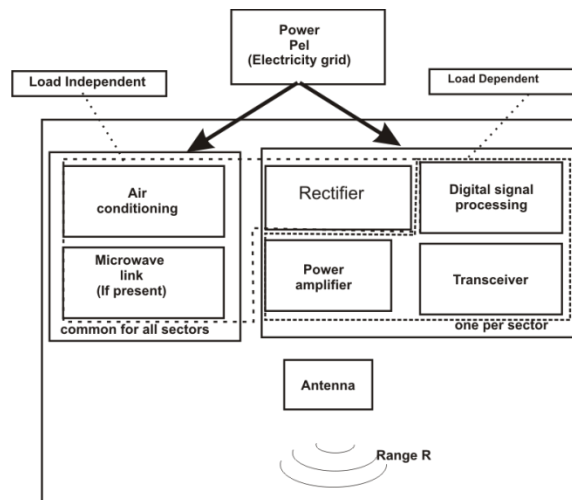 Power
Pel
(Electricity grid)
Load Independent
Load Dependent
Air
conditioning
Rectifier
Digital signal
processing
Microwave
link
(If present)
Power
amplifier
Transceiver
common for all sectors
one per sector
Antenna
Range R